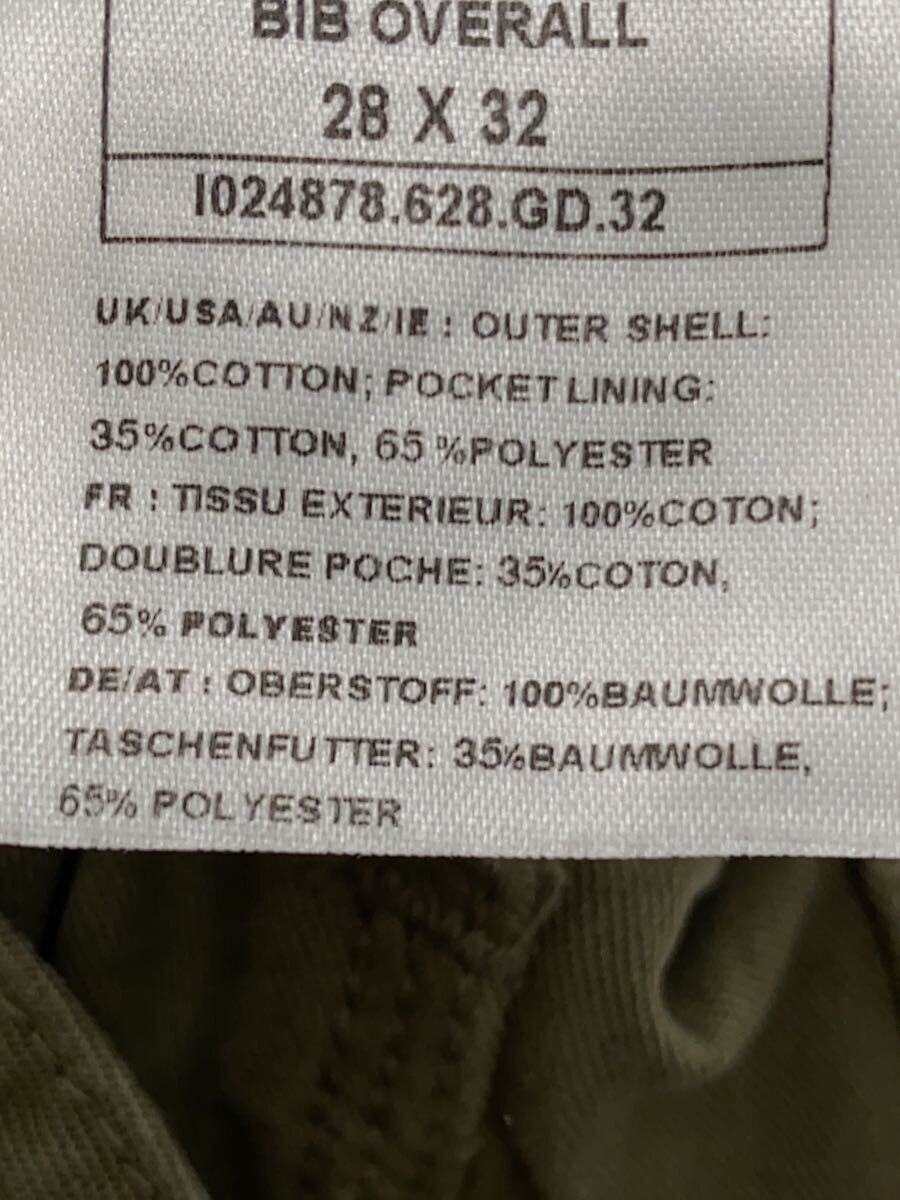 BIB OVERALL
28 X 32
I024878.628.GD.32
UK/USA/AU/NZ/IE : OUTER SHELL:
100%COTTON; POCKET LINING:
35%COTTON, 65 %POLYESTER
FR : TISSU EXTERIEUR: 100%COTON;
DOUBLURE POCHE: 35%COTON,
65% POLYESTER
DE/AT : OBERSTOFF: 100%BAUMWOLLE;
TASCHENFUTTER: 35%BAUMWOLLE,
65% POLYESTER